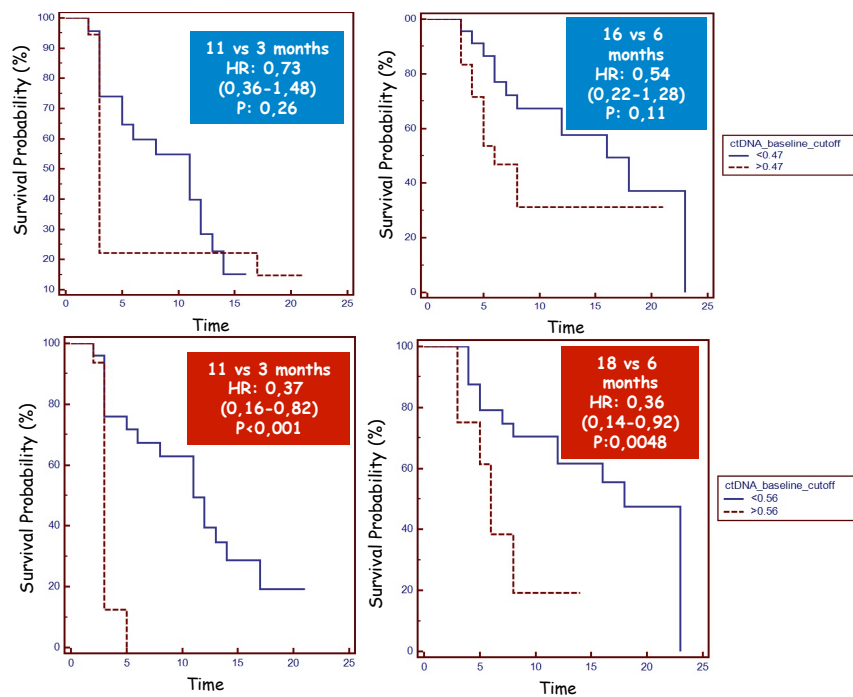 11 vs 3 months
HR: 0,73
(0,36-1,48)
P: 0,26
Survival Probability (%)
100
90
80
70
60
50
40
30
20
10
0
5
10
15
20
25
Time
16 vs 6
months
HR: 0,54
(0,22-1,28)
P: 0,11
Survival Probability (%)
00
80
60
40
20
0
0
5
10
15
20
25
Time
ctDNA_baseline_cutoff
<0.47
>0.47
11 vs 3 months
HR: 0,37
(0,16-0,82)
P<0,001
Survival Probability (%)
100
80
60
40
20
0
0
5
10
15
20
25
Time
18 vs 6
months
HR: 0,36
(0,14-0,92)
P:0,0048
Survival Probability (%)
100
80
60
40
20
0
0
5
10
15
20
25
Time
ctDNA_baseline_cutoff
<0.56
>0.56